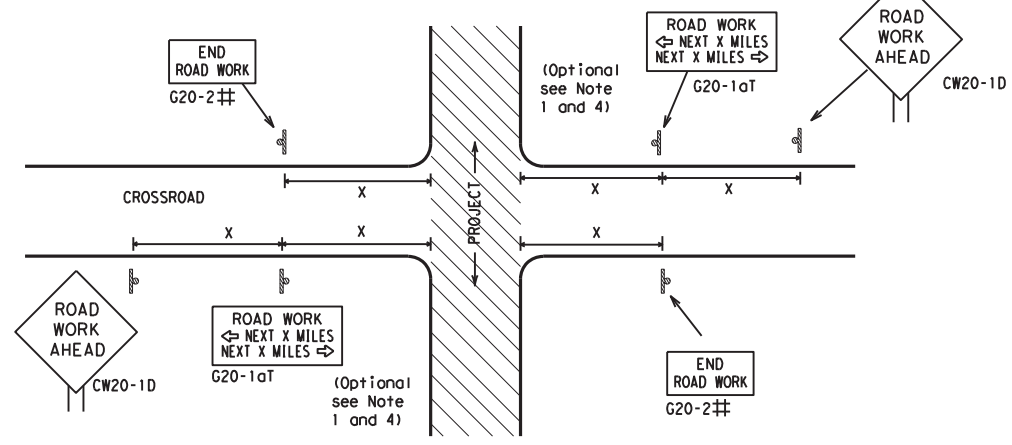 END
ROAD WORK
G20-2⌗
ROAD WORK
⇦ NEXT X MILES
NEXT X MILES ⇨
G20-1aT
(Optional
see Note
1 and 4)
ROAD
WORK
AHEAD
CW20-1D
X
X
X
CROSSROAD
PROJECT
X
X
X
ROAD
WORK
AHEAD
CW20-1D
ROAD WORK
⇦ NEXT X MILES
NEXT X MILES ⇨
G20-1aT
(Optional
see Note
1 and 4)
END
ROAD WORK
G20-2⌗